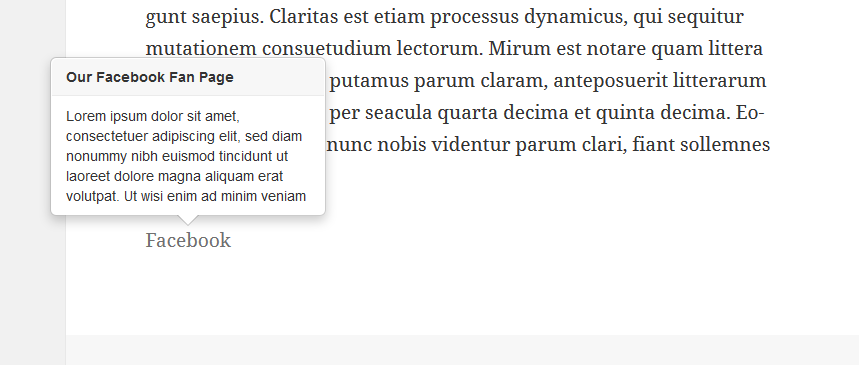 gunt saepius. Claritas est etiam processus dynamicus, qui sequitur
mutationem consuetudium lectorum. Mirum est notare quam littera
putamus parum claram, anteposuerit litterarum
per seacula quarta decima et quinta decima. Eo-
nunc nobis videntur parum clari, fiant sollemnes
Our Facebook Fan Page
Lorem ipsum dolor sit amet,
consectetuer adipiscing elit, sed diam
nonummy nibh euismod tincidunt ut
laoreet dolore magna aliquam erat
volutpat. Ut wisi enim ad minim veniam
Facebook